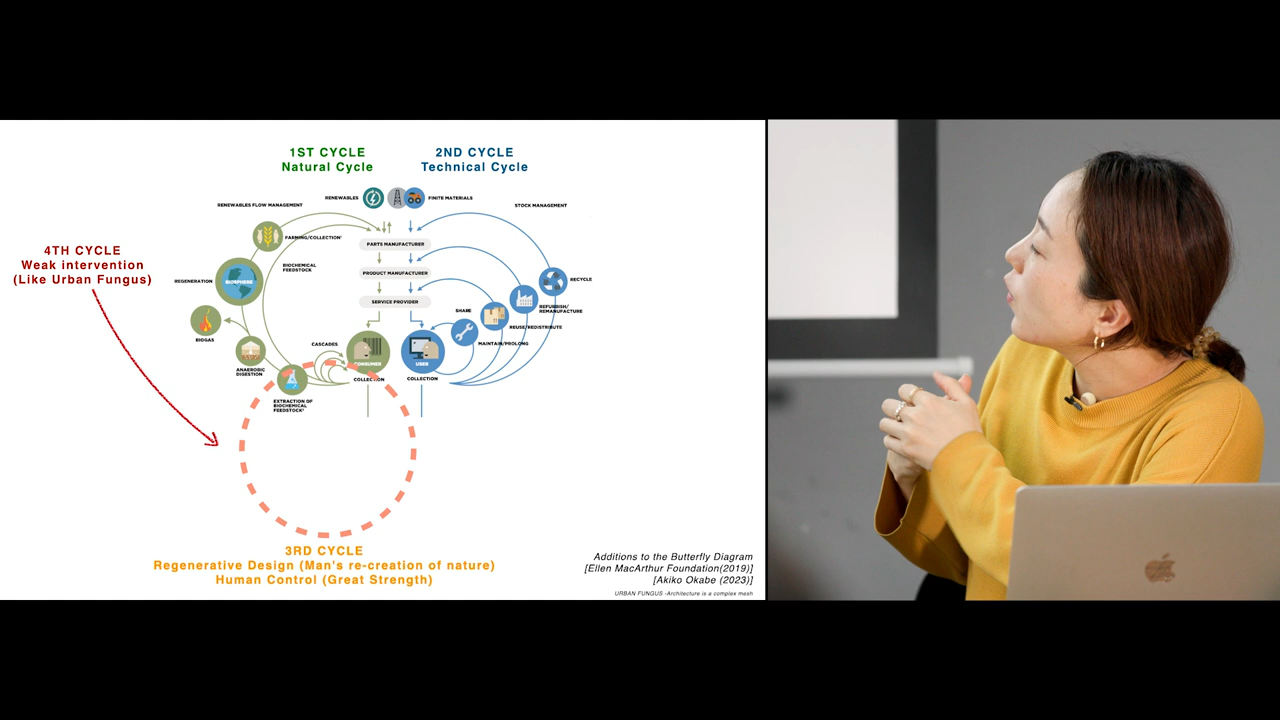 1ST CYCLE
Natural Cycle
2ND CYCLE
Technical Cycle
RENEWABLES
FINITE MATERIALS
RENEWABLES FLOW MANAGEMENT
STOCK MANAGEMENT
FARMING/COLLECTION¹
PARTS MANUFACTURER
4TH CYCLE
Weak intervention
(Like Urban Fungus)
BIOCHEMICAL
FEEDSTOCK
PRODUCT MANUFACTURER
REGENERATION
BIOSPHERE
RECYCLE
SERVICE PROVIDER
SHARE
REFURBISH/
REMANUFACTURE
REUSE/REDISTRIBUTE
BIOGAS
CASCADES
MAINTAIN/PROLONG
CONSUMER
USER
ANAEROBIC
DIGESTION
COLLECTION
COLLECTION
EXTRACTION OF
BIOCHEMICAL
FEEDSTOCK²
3RD CYCLE
Regenerative Design (Man's re-creation of nature)
Human Control (Great Strength)
Additions to the Butterfly Diagram
[Ellen MacArthur Foundation(2019)]
[Akiko Okabe (2023)]
URBAN FUNGUS -Architecture is a complex mesh